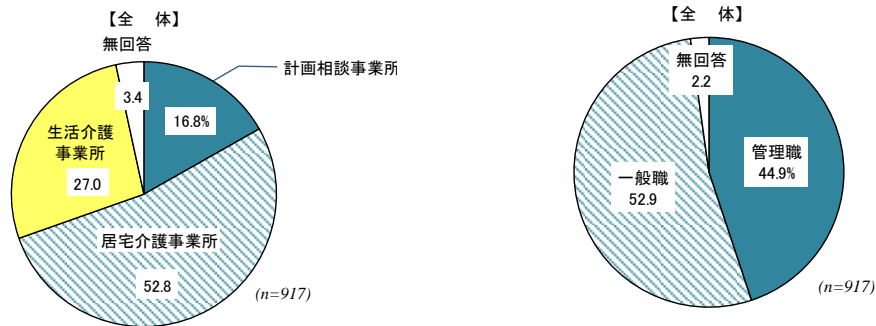 【全　体】
無回答
計画相談事業所
3.4
16.8%
生活介護
事業所
27.0
居宅介護事業所
52.8
(n=917)
【全　体】
無回答
2.2
管理職
44.9%
一般職
52.9
(n=917)